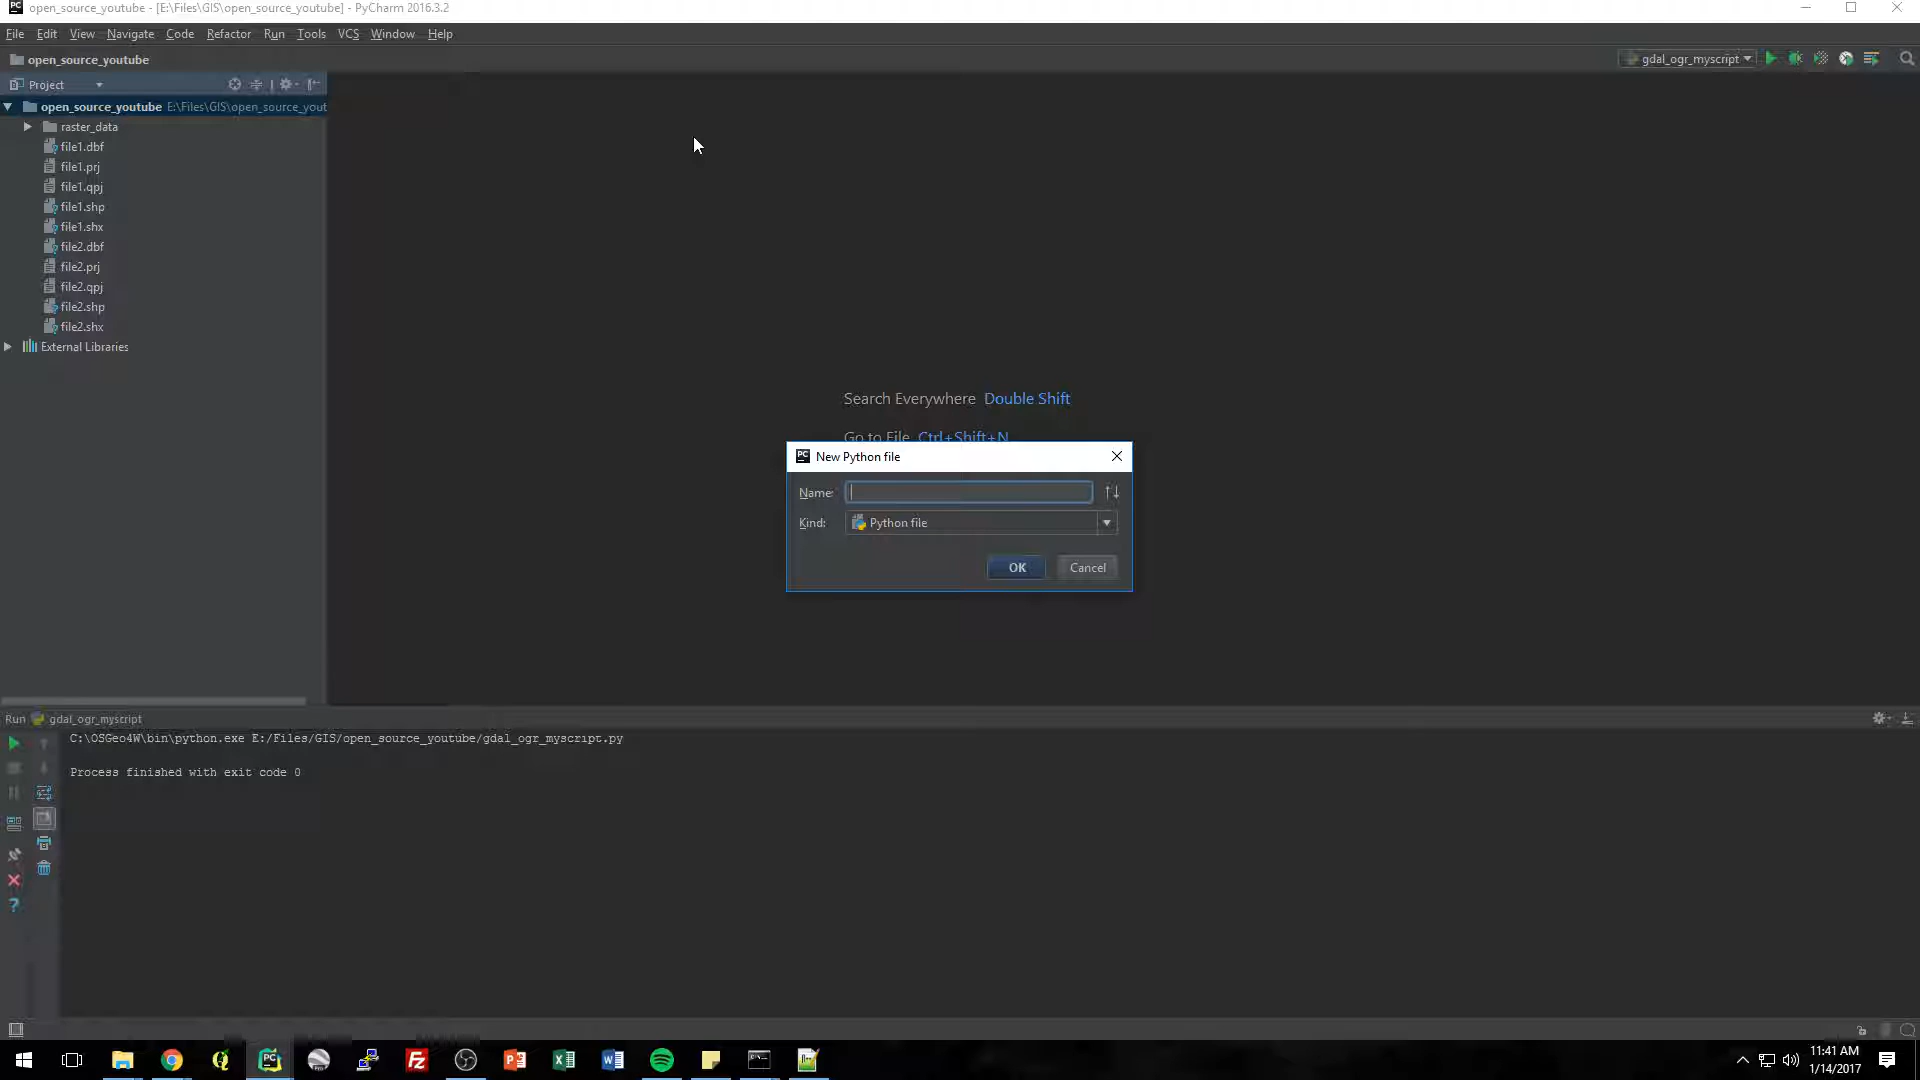 open_source_youtube - [E:\Files\GIS\open_source_youtube] - PyCharm 2016.3.2
File Edit View Navigate Code Refactor Run Tools VCS Window Help
open_source_youtube
gdal_ogr_myscript
Project
open_source_youtube E:\Files\GIS\open_source_yout
raster_data
file1.dbf
file1.prj
file1.qpj
file1.shp
file1.shx
file2.dbf
file2.prj
file2.qpj
file2.shp
file2.shx
External Libraries
Search Everywhere Double Shift
Go to File Ctrl+Shift+N
New Python file
Name:
Kind: Python file
OK Cancel
Run gdal_ogr_myscript
C:\OSGeo4W\bin\python.exe E:/Files/GIS/open_source_youtube/gdal_ogr_myscript.py
Process finished with exit code 0
11:41 AM
1/14/2017